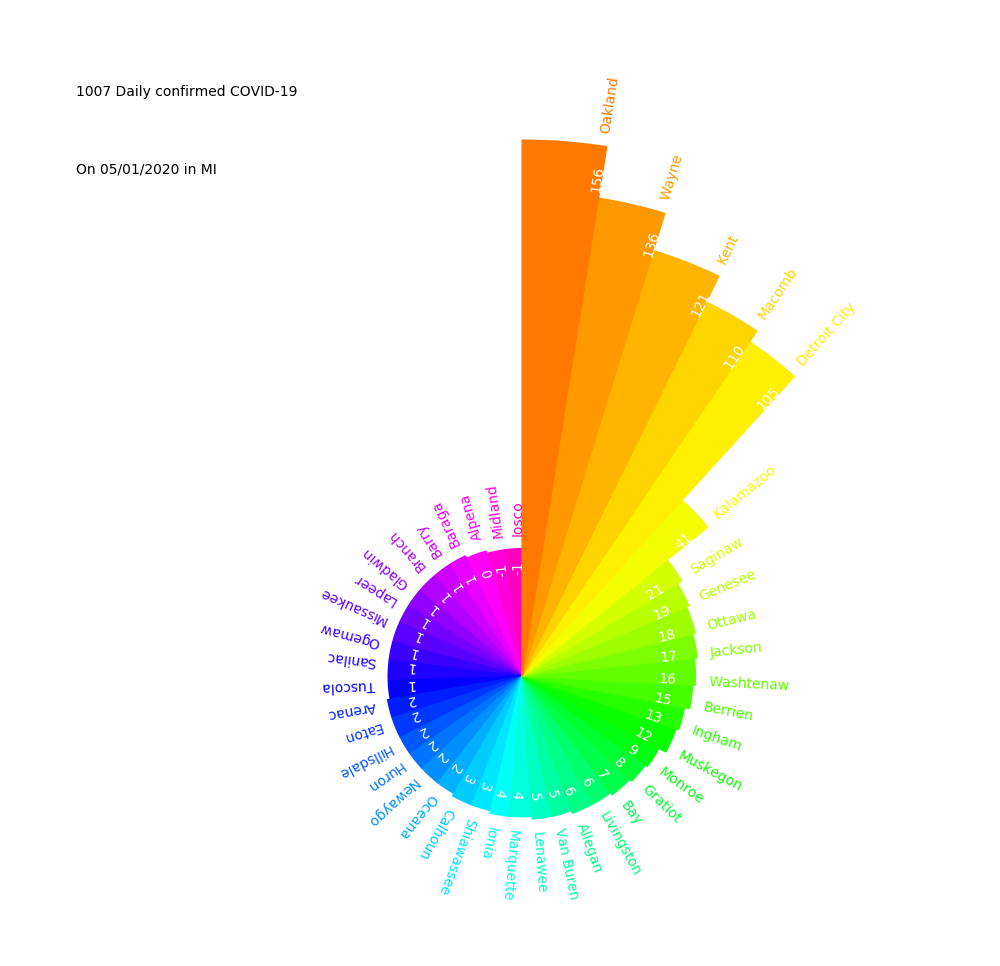 1007 Daily confirmed COVID-19
On 05/01/2020 in MI
Oakland
156
Wayne
136
Kent
121
Macomb
110
Detroit City
105
Kalamazoo
41
Saginaw
21
Genesee
19
Ottawa
18
Jackson
17
Washtenaw
16
Berrien
15
Ingham
13
Muskegon
12
Monroe
9
Gratiot
8
Bay
7
Livingston
6
Allegan
6
Van Buren
5
Lenawee
5
Marquette
4
Ionia
4
Shiawassee
3
Calhoun
3
Oceana
2
Newaygo
2
Huron
2
Hillsdale
2
Eaton
2
Arenac
2
Tuscola
1
Sanilac
1
Ogemaw
1
Missaukee
1
Lapeer
1
Gladwin
1
Branch
1
Barry
1
Baraga
1
Alpena
0
Midland
-1
Iosco
-1